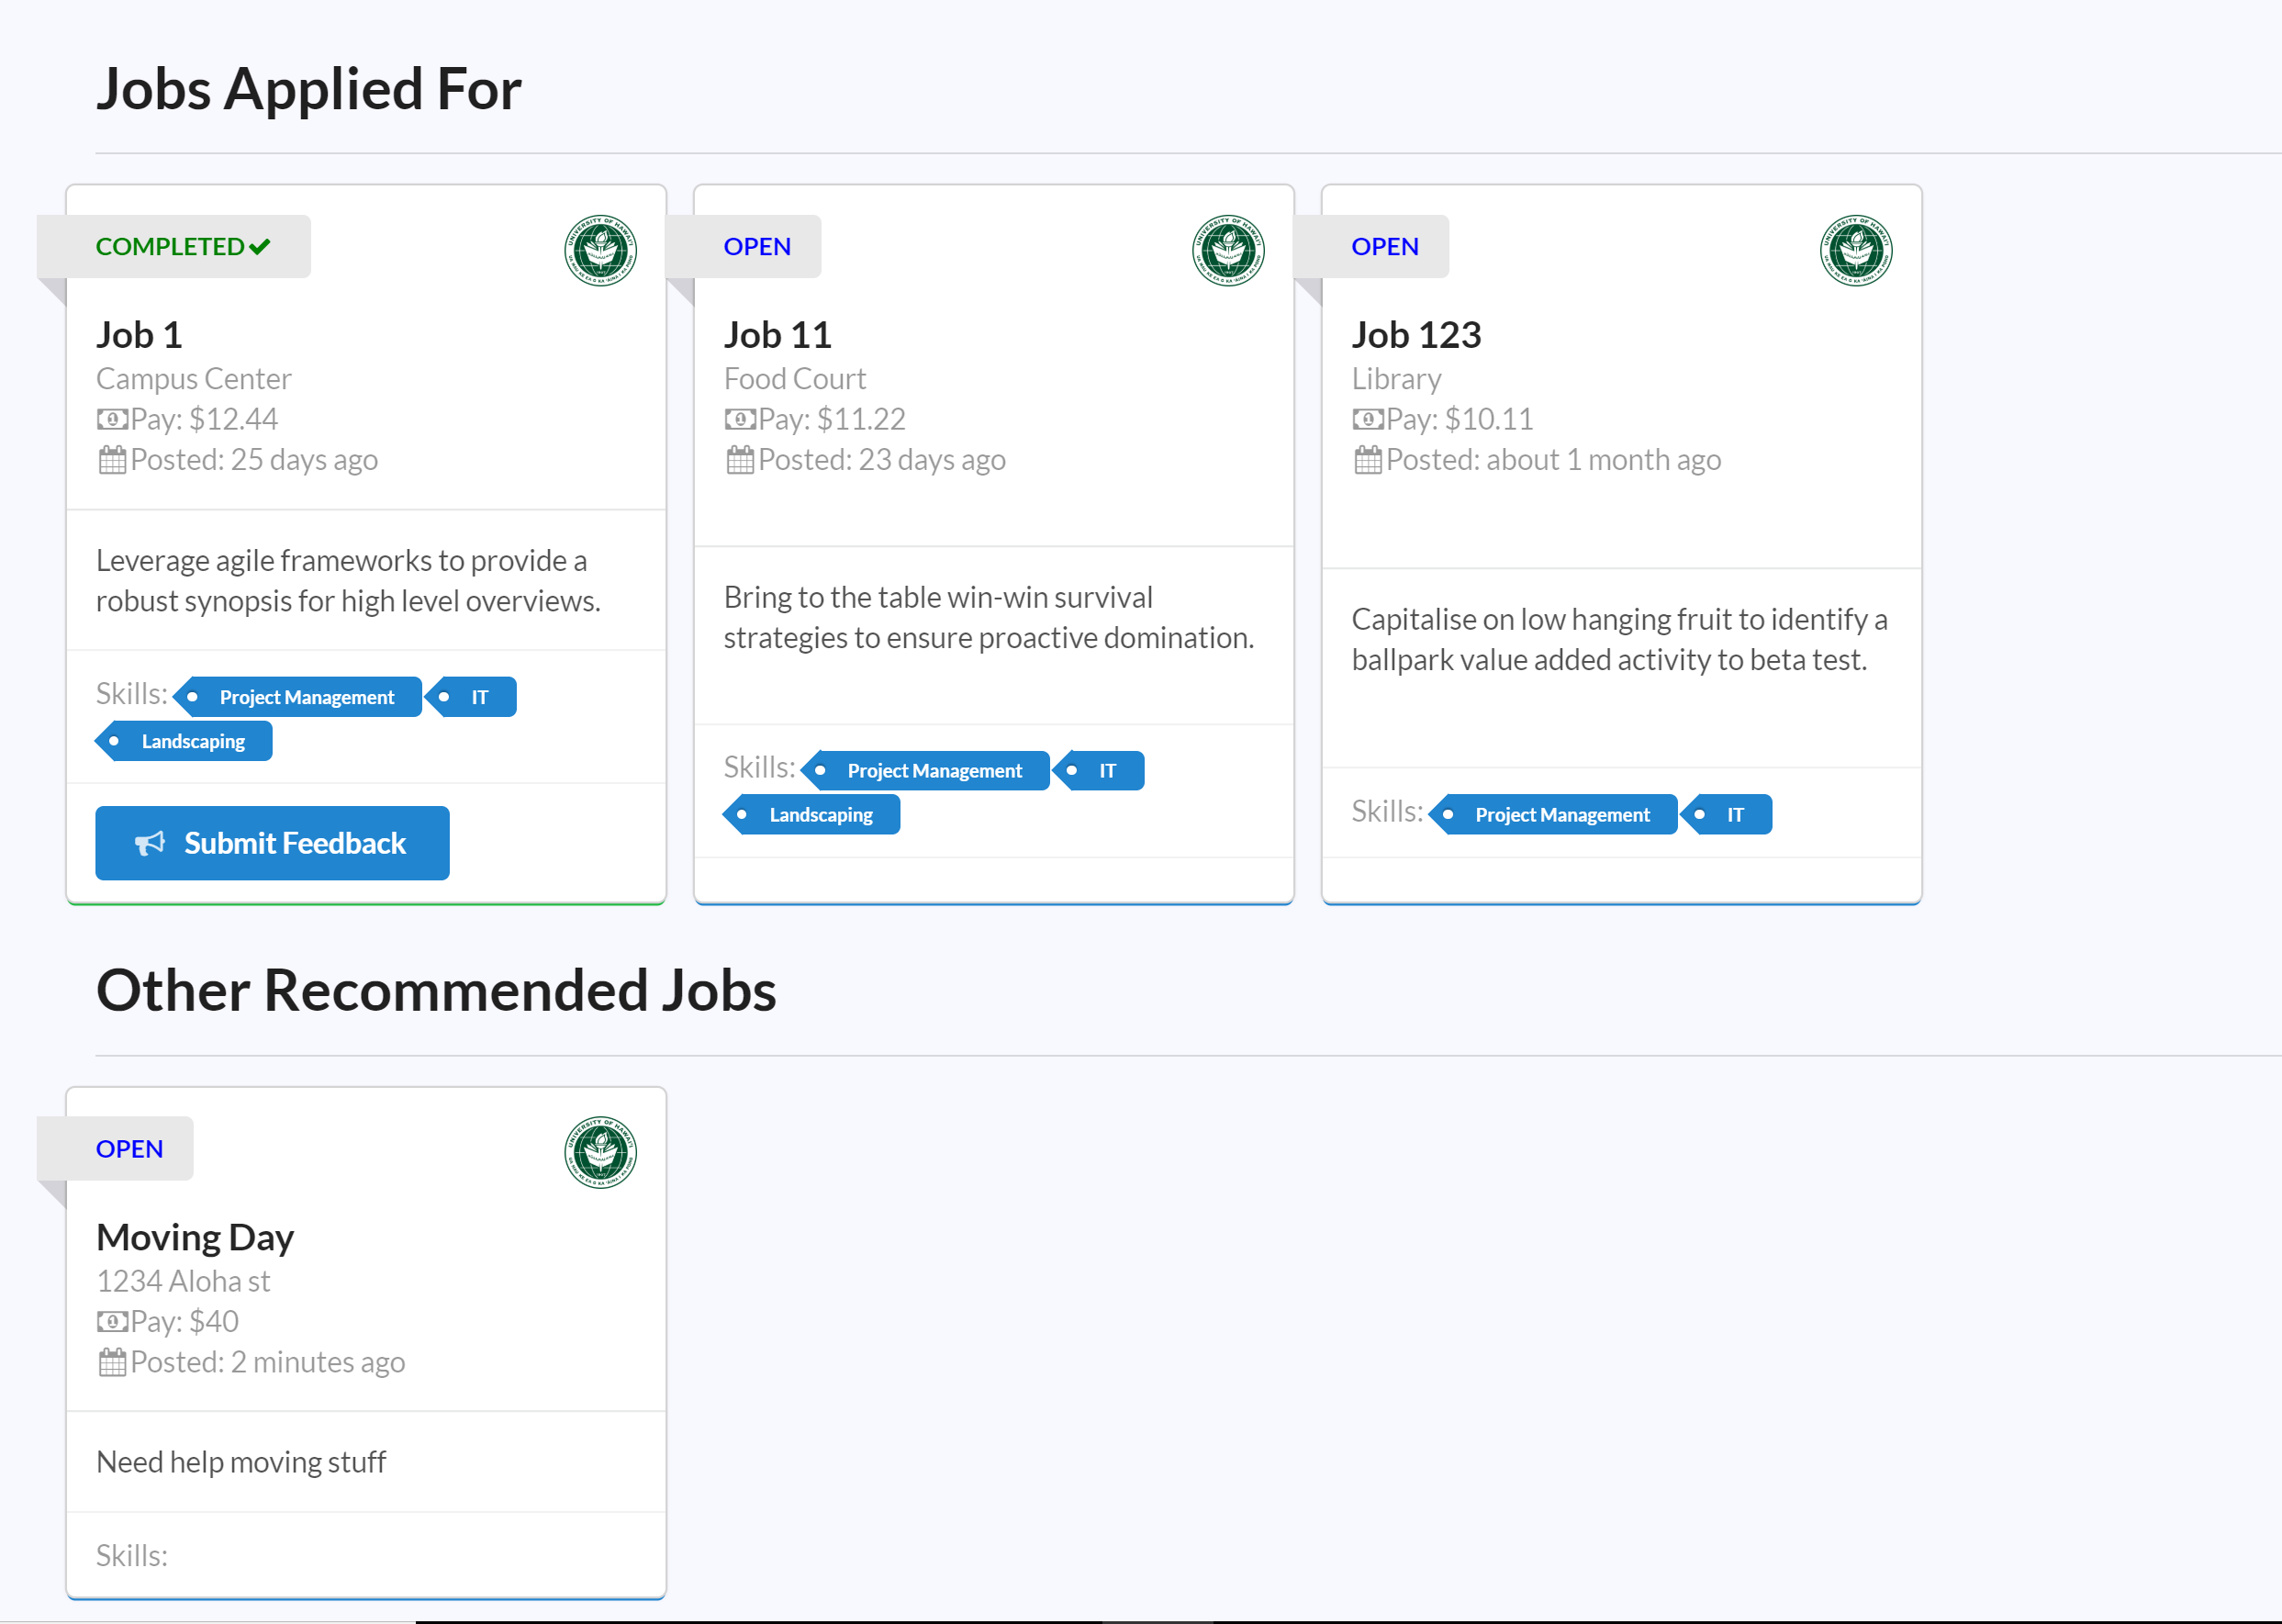 Jobs Applied For
COMPLETED
Job 1
Campus Center
Pay: $12.44
Posted: 25 days ago
Leverage agile frameworks to provide a
robust synopsis for high level overviews.
Skills: Project Management IT
Landscaping
Submit Feedback
OPEN
Job 11
Food Court
Pay: $11.22
Posted: 23 days ago
Bring to the table win-win survival
strategies to ensure proactive domination.
Skills: Project Management IT
Landscaping
OPEN
Job 123
Library
Pay: $10.11
Posted: about 1 month ago
Capitalise on low hanging fruit to identify a
ballpark value added activity to beta test.
Skills: Project Management IT
Other Recommended Jobs
OPEN
UNIVERSITY OF HAWAI‘I
Moving Day
1234 Aloha st
Pay: $40
Posted: 2 minutes ago
Need help moving stuff
Skills: